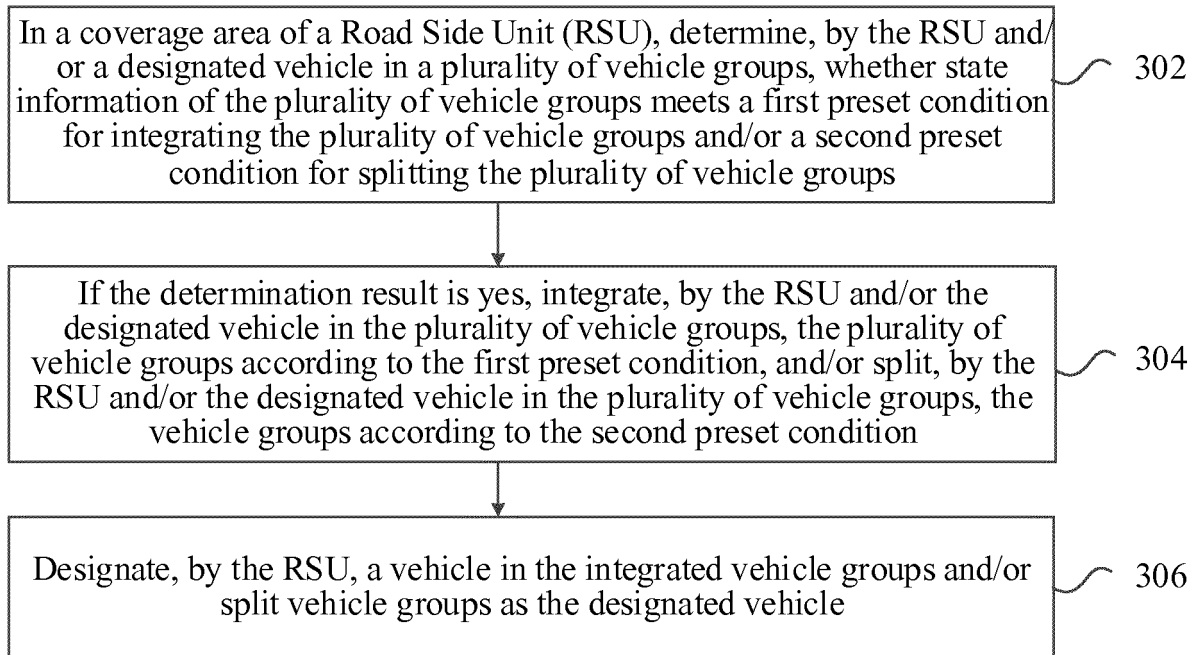 In a coverage area of a Road Side Unit (RSU), determine, by the RSU and/
or a designated vehicle in a plurality of vehicle groups, whether state
information of the plurality of vehicle groups meets a first preset condition
for integrating the plurality of vehicle groups and/or a second preset
condition for splitting the plurality of vehicle groups
302
If the determination result is yes, integrate, by the RSU and/or the
designated vehicle in the plurality of vehicle groups, the plurality of
vehicle groups according to the first preset condition, and/or split, by the
RSU and/or the designated vehicle in the plurality of vehicle groups, the
vehicle groups according to the second preset condition
304
Designate, by the RSU, a vehicle in the integrated vehicle groups and/or
split vehicle groups as the designated vehicle
306